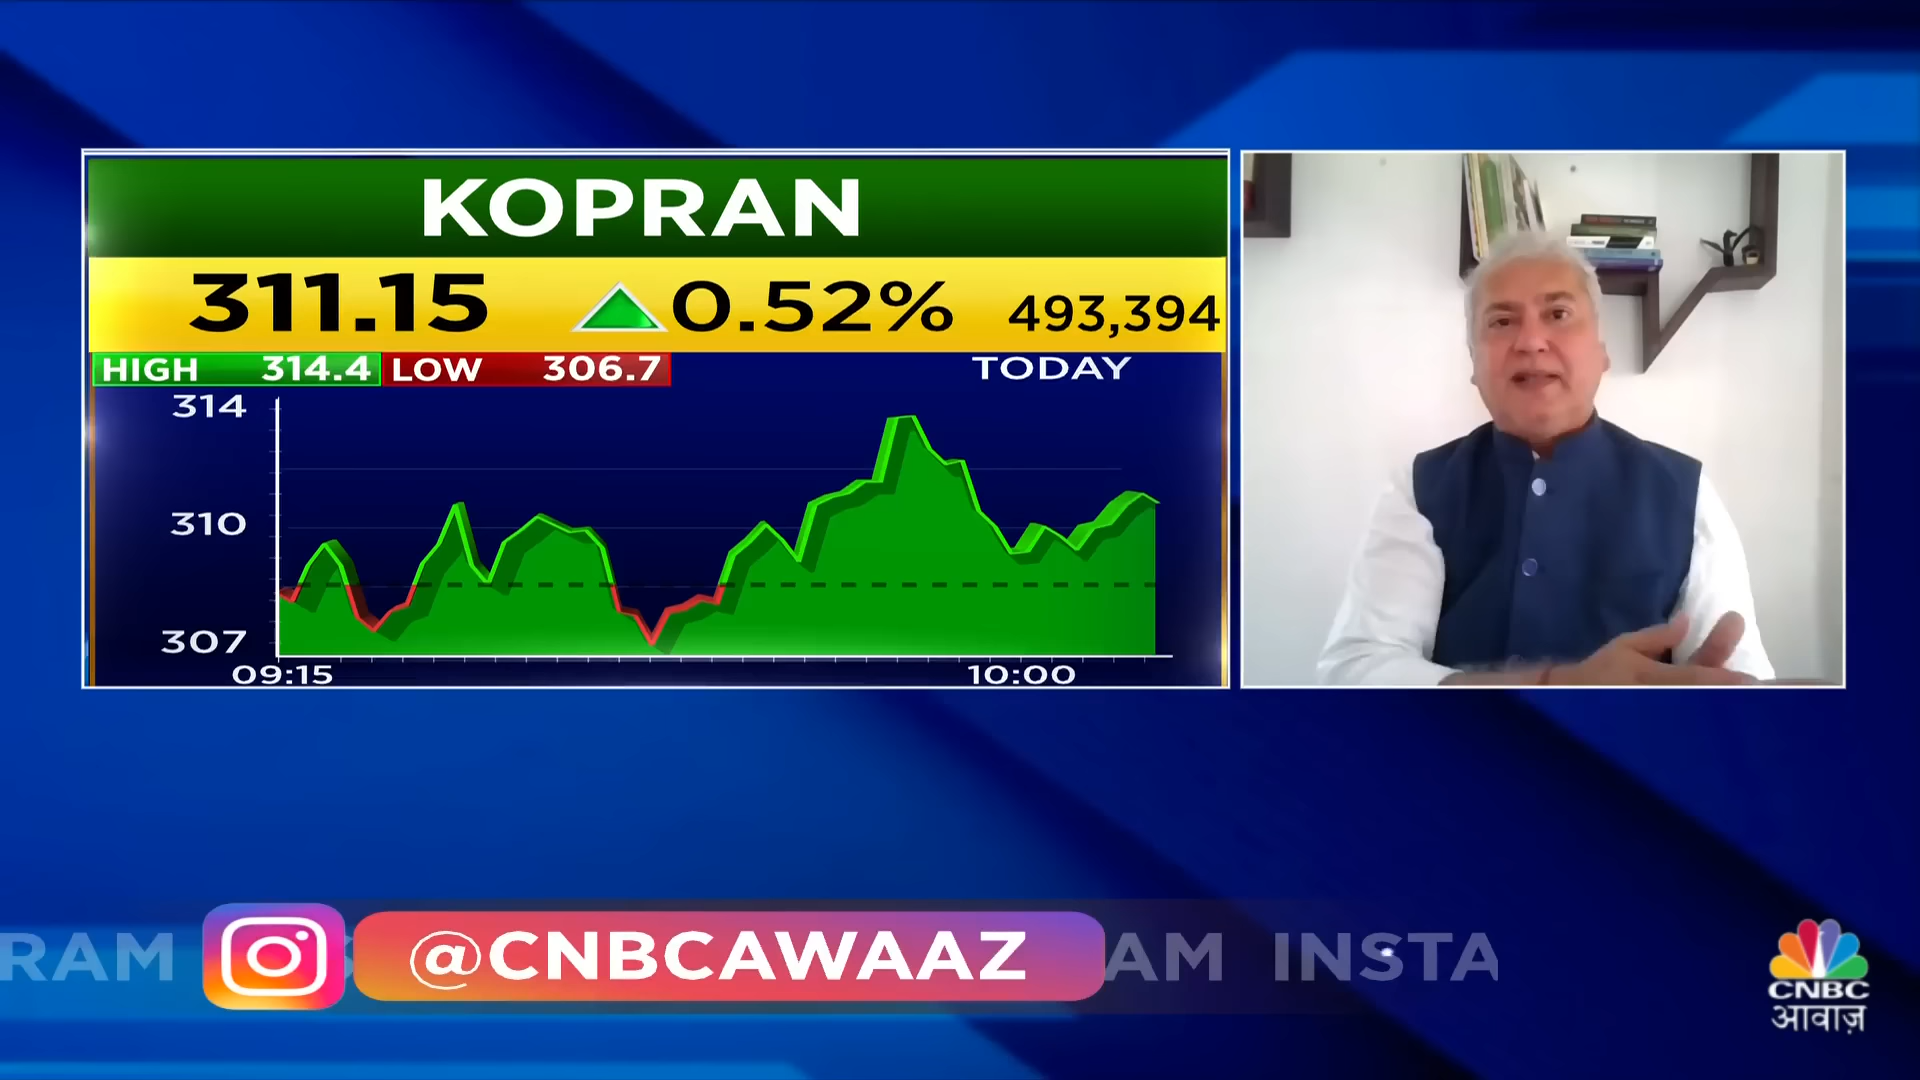 KOPRAN
311.15 0.52% 493,394
HIGH 314.4 LOW 306.7 TODAY
314
310
307
09:15 10:00
RAM @CNBCAWAAZ AM INSTA
CNBC
आवाज़